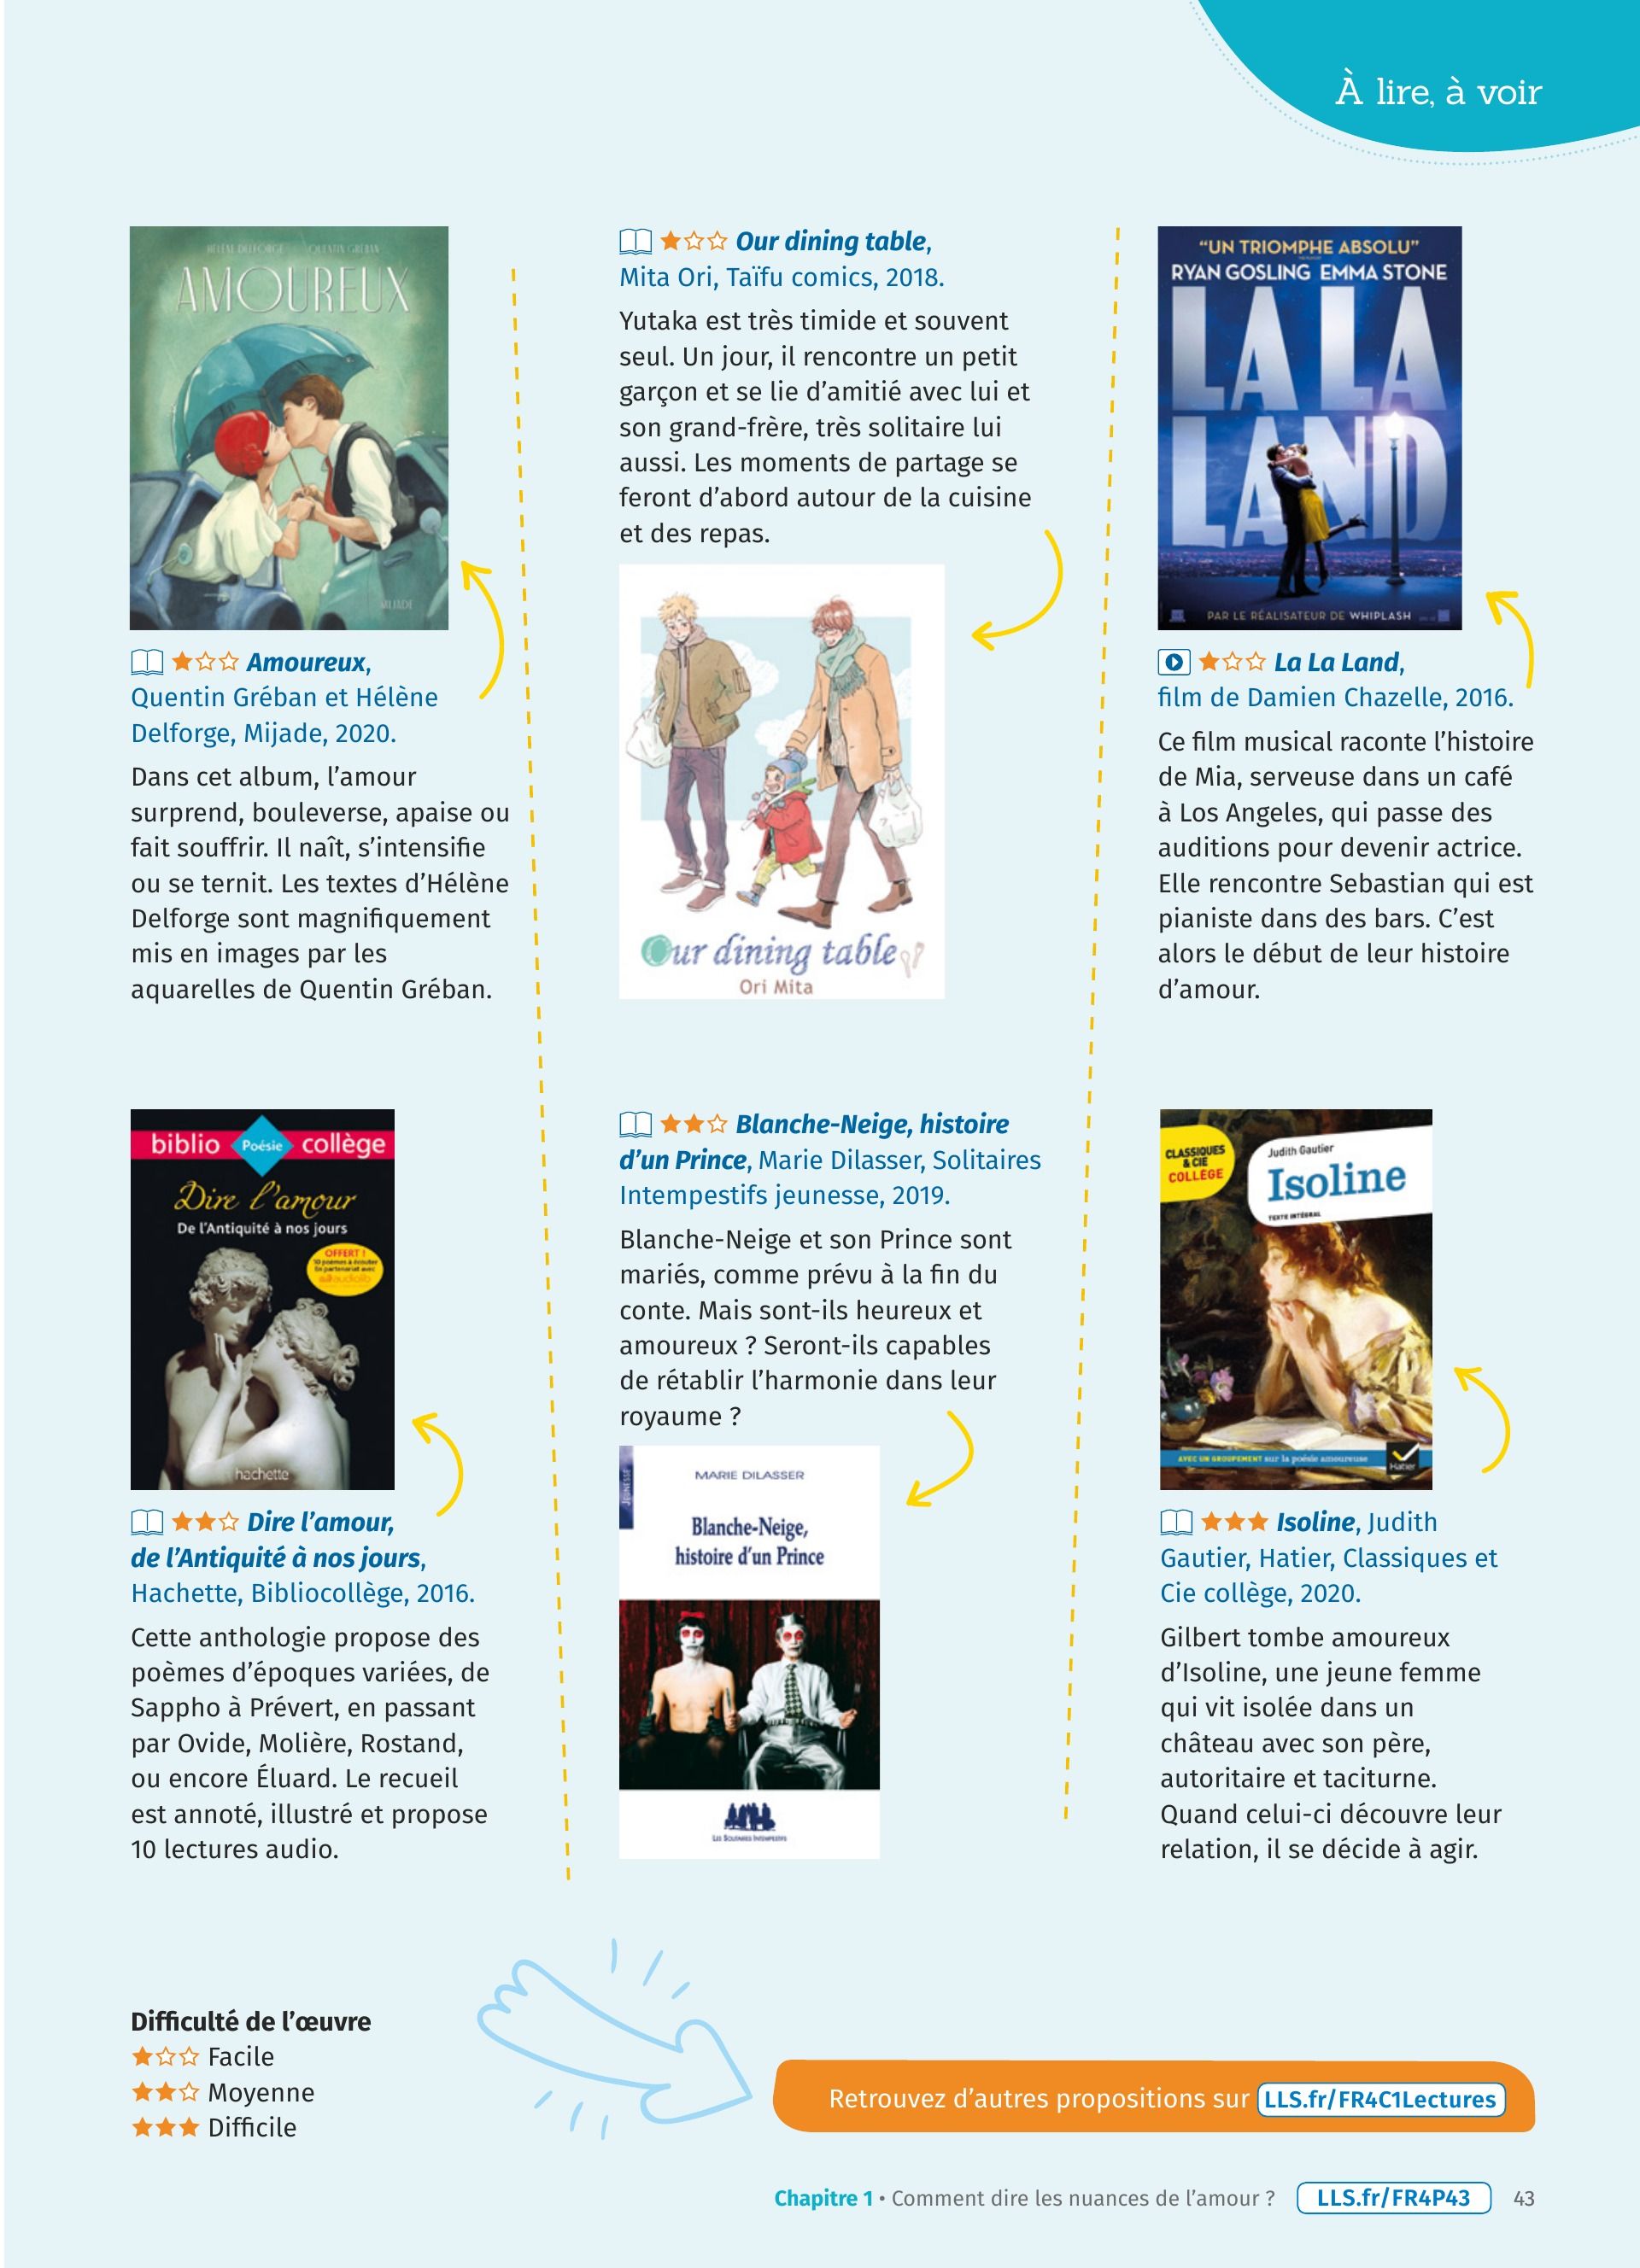 À lire, à voir
HÉLÈNE DELFORGE QUENTIN GRÉBAN
AMOUREUX
MIJADE
★☆☆ Amoureux,
Quentin Gréban et Hélène
Delforge, Mijade, 2020.
Dans cet album, l’amour
surprend, bouleverse, apaise ou
fait souffrir. Il naît, s’intensifie
ou se ternit. Les textes d’Hélène
Delforge sont magnifiquement
mis en images par les
aquarelles de Quentin Gréban.
★☆☆ Our dining table,
Mita Ori, Taïfu comics, 2018.
Yutaka est très timide et souvent
seul. Un jour, il rencontre un petit
garçon et se lie d’amitié avec lui et
son grand-frère, très solitaire lui
aussi. Les moments de partage se
feront d’abord autour de la cuisine
et des repas.
Our dining table
Ori Mita
“UN TRIOMPHE ABSOLU”
RYAN GOSLING EMMA STONE
LA LA
LAND
PAR LE RÉALISATEUR DE WHIPLASH
★☆☆ La La Land,
film de Damien Chazelle, 2016.
Ce film musical raconte l’histoire
de Mia, serveuse dans un café
à Los Angeles, qui passe des
auditions pour devenir actrice.
Elle rencontre Sebastian qui est
pianiste dans des bars. C’est
alors le début de leur histoire
d’amour.
biblio Poésie collège
Dire l’amour
De l’Antiquité à nos jours
OFFERT !
10 poèmes à écouter
En partenariat avec
audiolib
hachette
★★☆ Dire l’amour,
de l’Antiquité à nos jours,
Hachette, Bibliocollège, 2016.
Cette anthologie propose des
poèmes d’époques variées, de
Sappho à Prévert, en passant
par Ovide, Molière, Rostand,
ou encore Éluard. Le recueil
est annoté, illustré et propose
10 lectures audio.
★★☆ Blanche-Neige, histoire
d’un Prince, Marie Dilasser, Solitaires
Intempestifs jeunesse, 2019.
Blanche-Neige et son Prince sont
mariés, comme prévu à la fin du
conte. Mais sont-ils heureux et
amoureux ? Seront-ils capables
de rétablir l’harmonie dans leur
royaume ?
JEUNESSE
MARIE DILASSER
Blanche-Neige,
histoire d’un Prince
LES SOLITAIRES INTEMPESTIFS
CLASSIQUES
& CIE
COLLÈGE
Judith Gautier
Isoline
TEXTE INTÉGRAL
AVEC UN GROUPEMENT sur la poésie amoureuse
Hatier
★★★ Isoline, Judith
Gautier, Hatier, Classiques et
Cie collège, 2020.
Gilbert tombe amoureux
d’Isoline, une jeune femme
qui vit isolée dans un
château avec son père,
autoritaire et taciturne.
Quand celui-ci découvre leur
relation, il se décide à agir.
Difficulté de l’œuvre
★☆☆ Facile
★★☆ Moyenne
★★★ Difficile
Retrouvez d’autres propositions sur LLS.fr/FR4C1Lectures
Chapitre 1 • Comment dire les nuances de l’amour ? LLS.fr/FR4P43 43